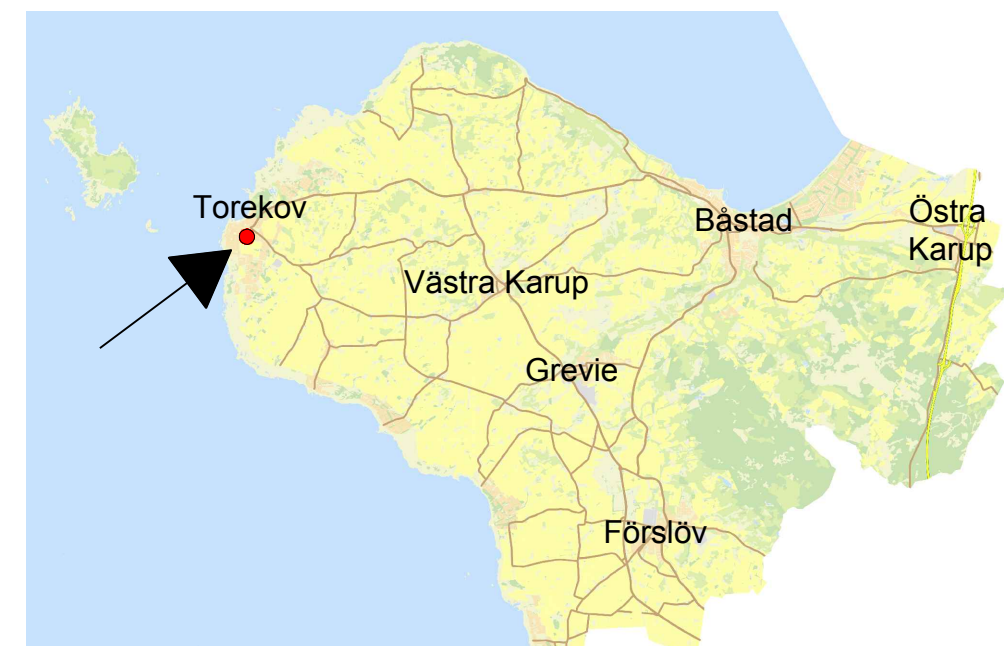 Torekov
Båstad
Östra
Karup
Västra Karup
Grevie
Förslöv